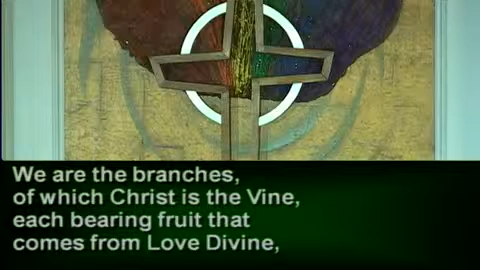 We are the branches,
of which Christ is the Vine,
each bearing fruit that
comes from Love Divine,